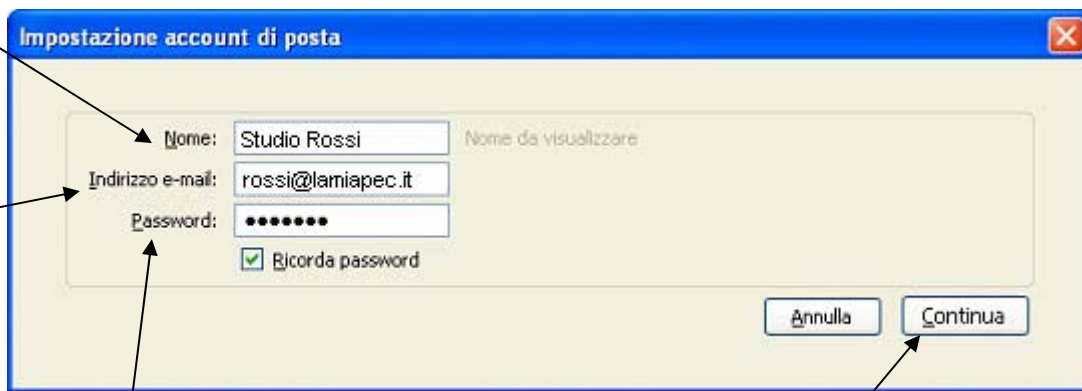 Impostazione account di posta
Nome: Studio Rossi Nome da visualizzare
Indirizzo e-mail: rossi@lamiapec.it
Password: •••••••
Ricorda password
Annulla Continua